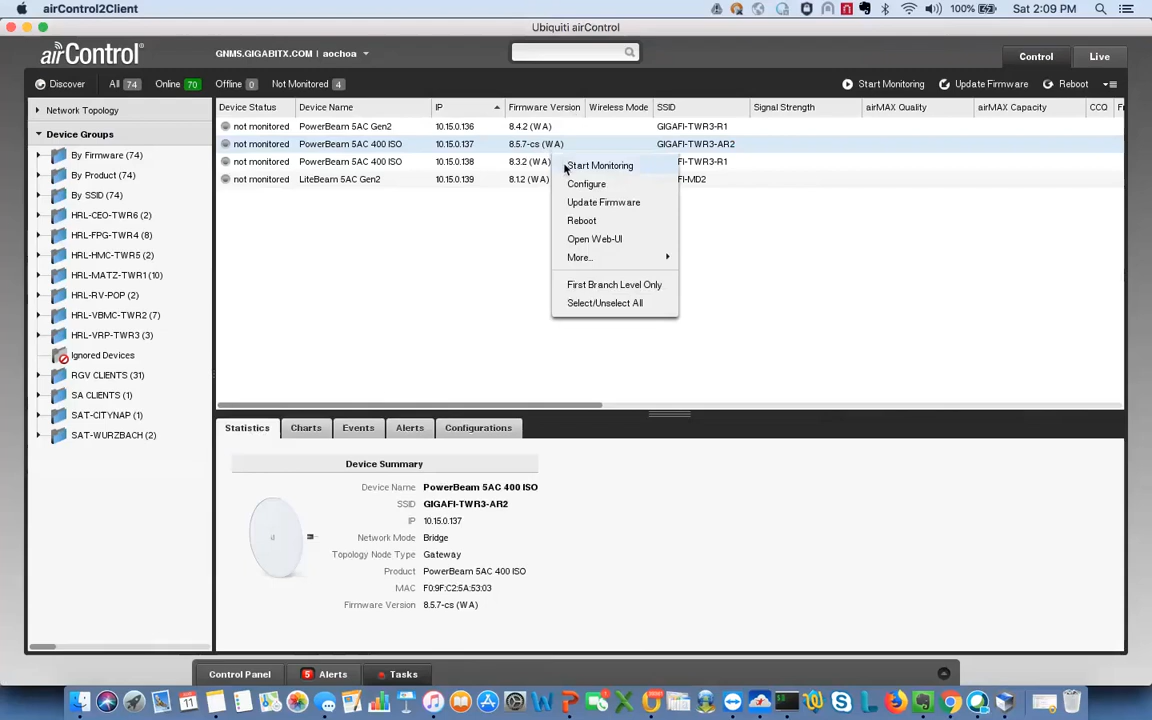 airControl2Client
100%
Sat 2:09 PM
Ubiquiti airControl
airControl
GNMS.GIGABITX.COM | aochoa
Control
Live
Discover
All 74
Online 70
Offline 0
Not Monitored 4
Start Monitoring
Update Firmware
Reboot
Network Topology
Device Groups
By Firmware (74)
By Product (74)
By SSID (74)
HRL-CEO-TWR6 (2)
HRL-FPG-TWR4 (8)
HRL-HMC-TWR5 (2)
HRL-MATZ-TWR1 (10)
HRL-RV-POP (2)
HRL-VBMC-TWR2 (7)
HRL-VRP-TWR3 (3)
Ignored Devices
RGV CLIENTS (31)
SA CLIENTS (1)
SAT-CITYNAP (1)
SAT-WURZBACH (2)
Device Status Device Name IP Firmware Version Wireless Mode SSID Signal Strength airMAX Quality airMAX Capacity CCQ
not monitored PowerBeam 5AC Gen2 10.15.0.136 8.4.2 (WA) GIGAFI-TWR3-R1
not monitored PowerBeam 5AC 400 ISO 10.15.0.137 8.5.7-cs (WA) GIGAFI-TWR3-AR2
not monitored PowerBeam 5AC 400 ISO 10.15.0.138 8.3.2 (WA) FI-TWR3-R1
not monitored LiteBeam 5AC Gen2 10.15.0.139 8.1.2 (WA) FI-MD2
Start Monitoring
Configure
Update Firmware
Reboot
Open Web-UI
More...
First Branch Level Only
Select/Unselect All
Statistics
Charts
Events
Alerts
Configurations
Device Summary
Device Name PowerBeam 5AC 400 ISO
SSID GIGAFI-TWR3-AR2
IP 10.15.0.137
Network Mode Bridge
Topology Node Type Gateway
Product PowerBeam 5AC 400 ISO
MAC F0:9F:C2:5A:53:03
Firmware Version 8.5.7-cs (WA)
Control Panel
5 Alerts
Tasks